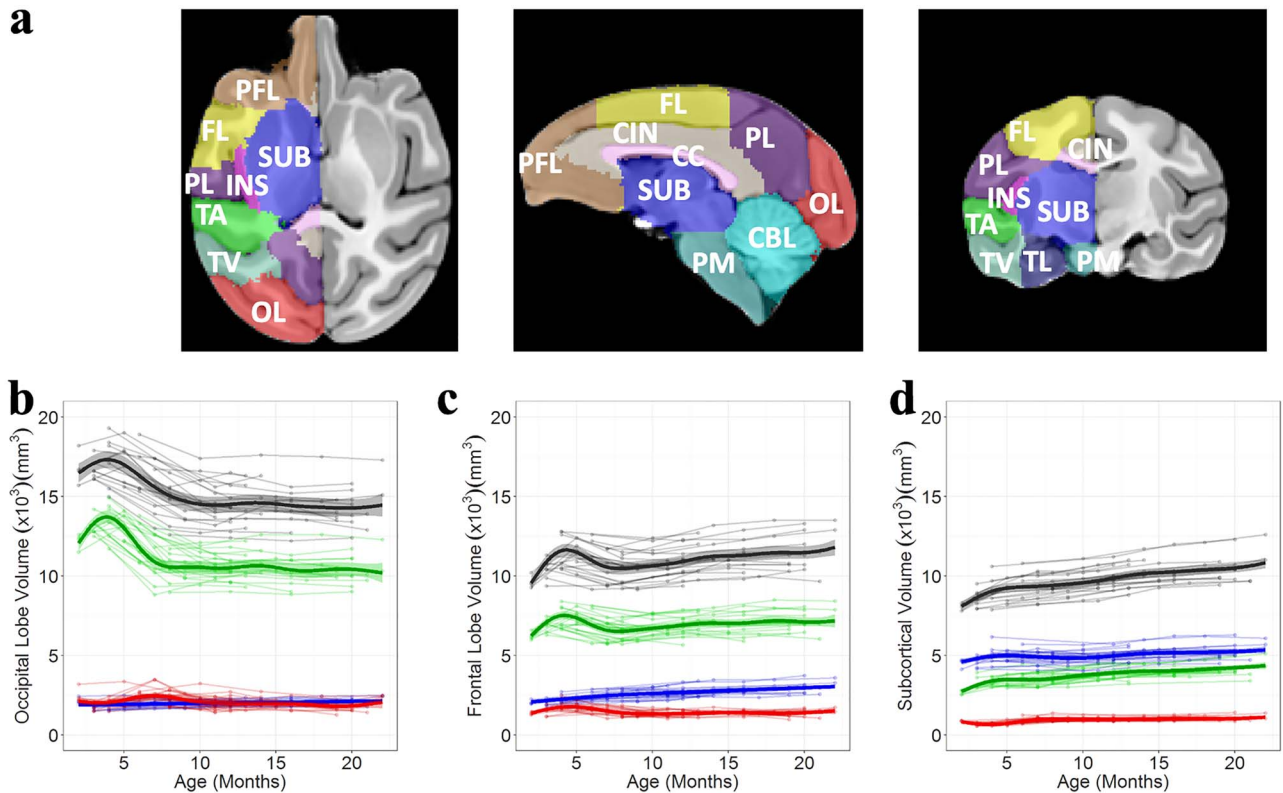 a
PFL
FL
SUB
PL INS
TA
TV
OL
FL
CIN
PL
CC
PFL
SUB
OL
CBL
PM
FL
CIN
PL
INS
SUB
TA
TV TL PM
b
Occipital Lobe Volume (x10³)(mm³)
20
15
10
5
0
5 10 15 20
Age (Months)
c
Frontal Lobe Volume (x10³)(mm³)
20
15
10
5
0
5 10 15 20
Age (Months)
d
Subcortical Volume (x10³)(mm³)
20
15
10
5
0
5 10 15 20
Age (Months)